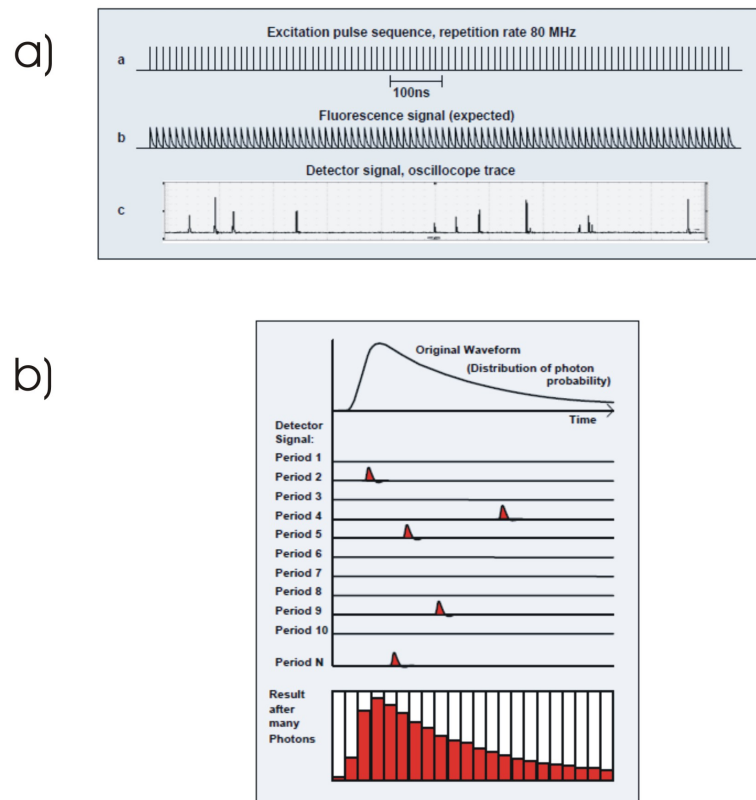 a)
Excitation pulse sequence, repetition rate 80 MHz
a
100ns
Fluorescence signal (expected)
b
Detector signal, oscillocope trace
c
b)
Original Waveform
(Distribution of photon
probability)
Time
Detector
Signal:
Period 1
Period 2
Period 3
Period 4
Period 5
Period 6
Period 7
Period 8
Period 9
Period 10
Period N
Result
after
many
Photons